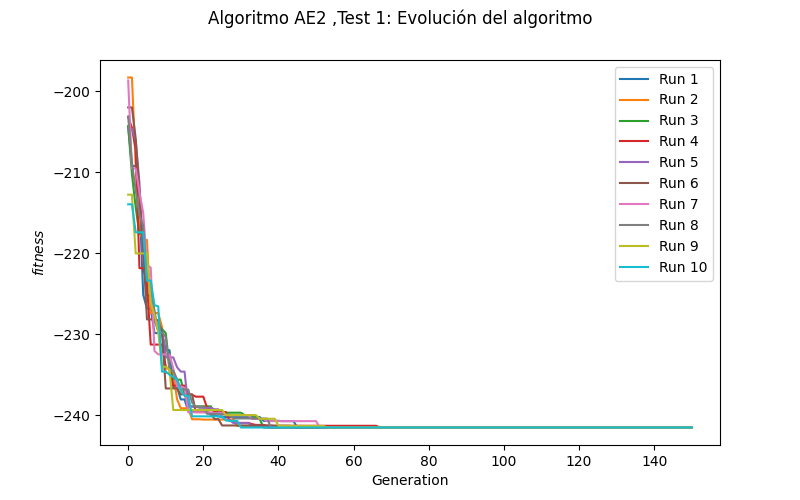 Algoritmo AE2 ,Test 1: Evolución del algoritmo
Run 1
Run 2
Run 3
Run 4
Run 5
Run 6
Run 7
Run 8
Run 9
Run 10
−200
−210
−220
−230
−240
fitness
0 20 40 60 80 100 120 140
Generation